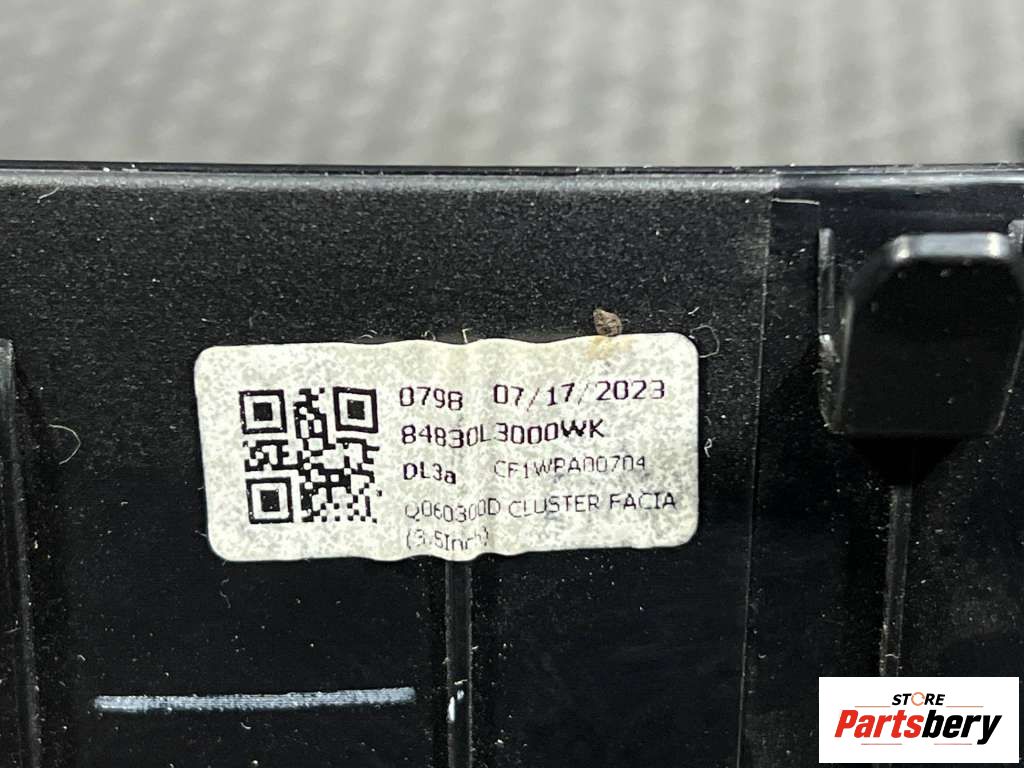 0798 07/17/2023
84830L3000WK
DL3a CF1WPA00704
Q060300D CLUSTER FACIA
(3.5Inch)
STORE
Partsbery